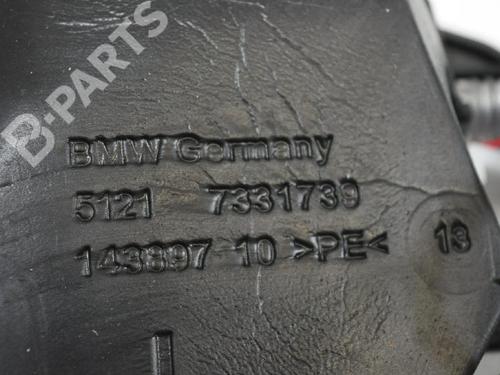 B-PARTS
BMW Germany
5121 7331739
143897 10 >PE< 13